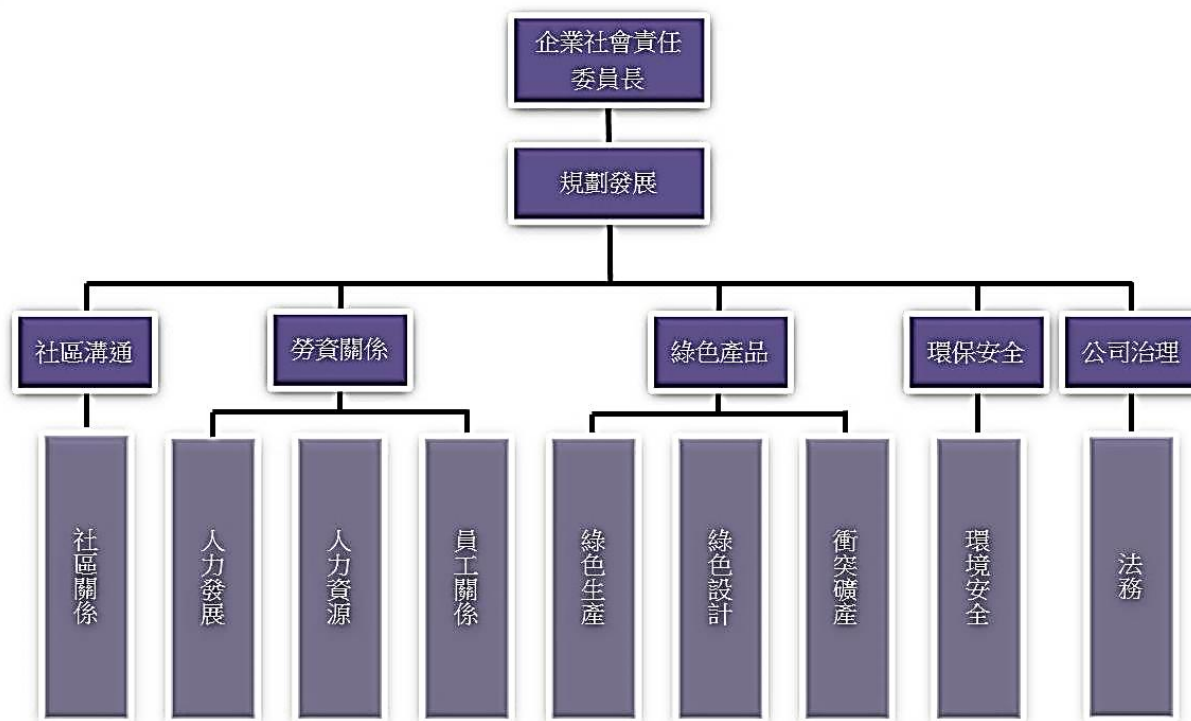 企業社會責任
委員長
規劃發展
社區溝通
勞資關係
綠色產品
環保安全
公司治理
社區關係
人力發展
人力資源
員工關係
綠色生產
綠色設計
衝突礦產
環境安全
法務